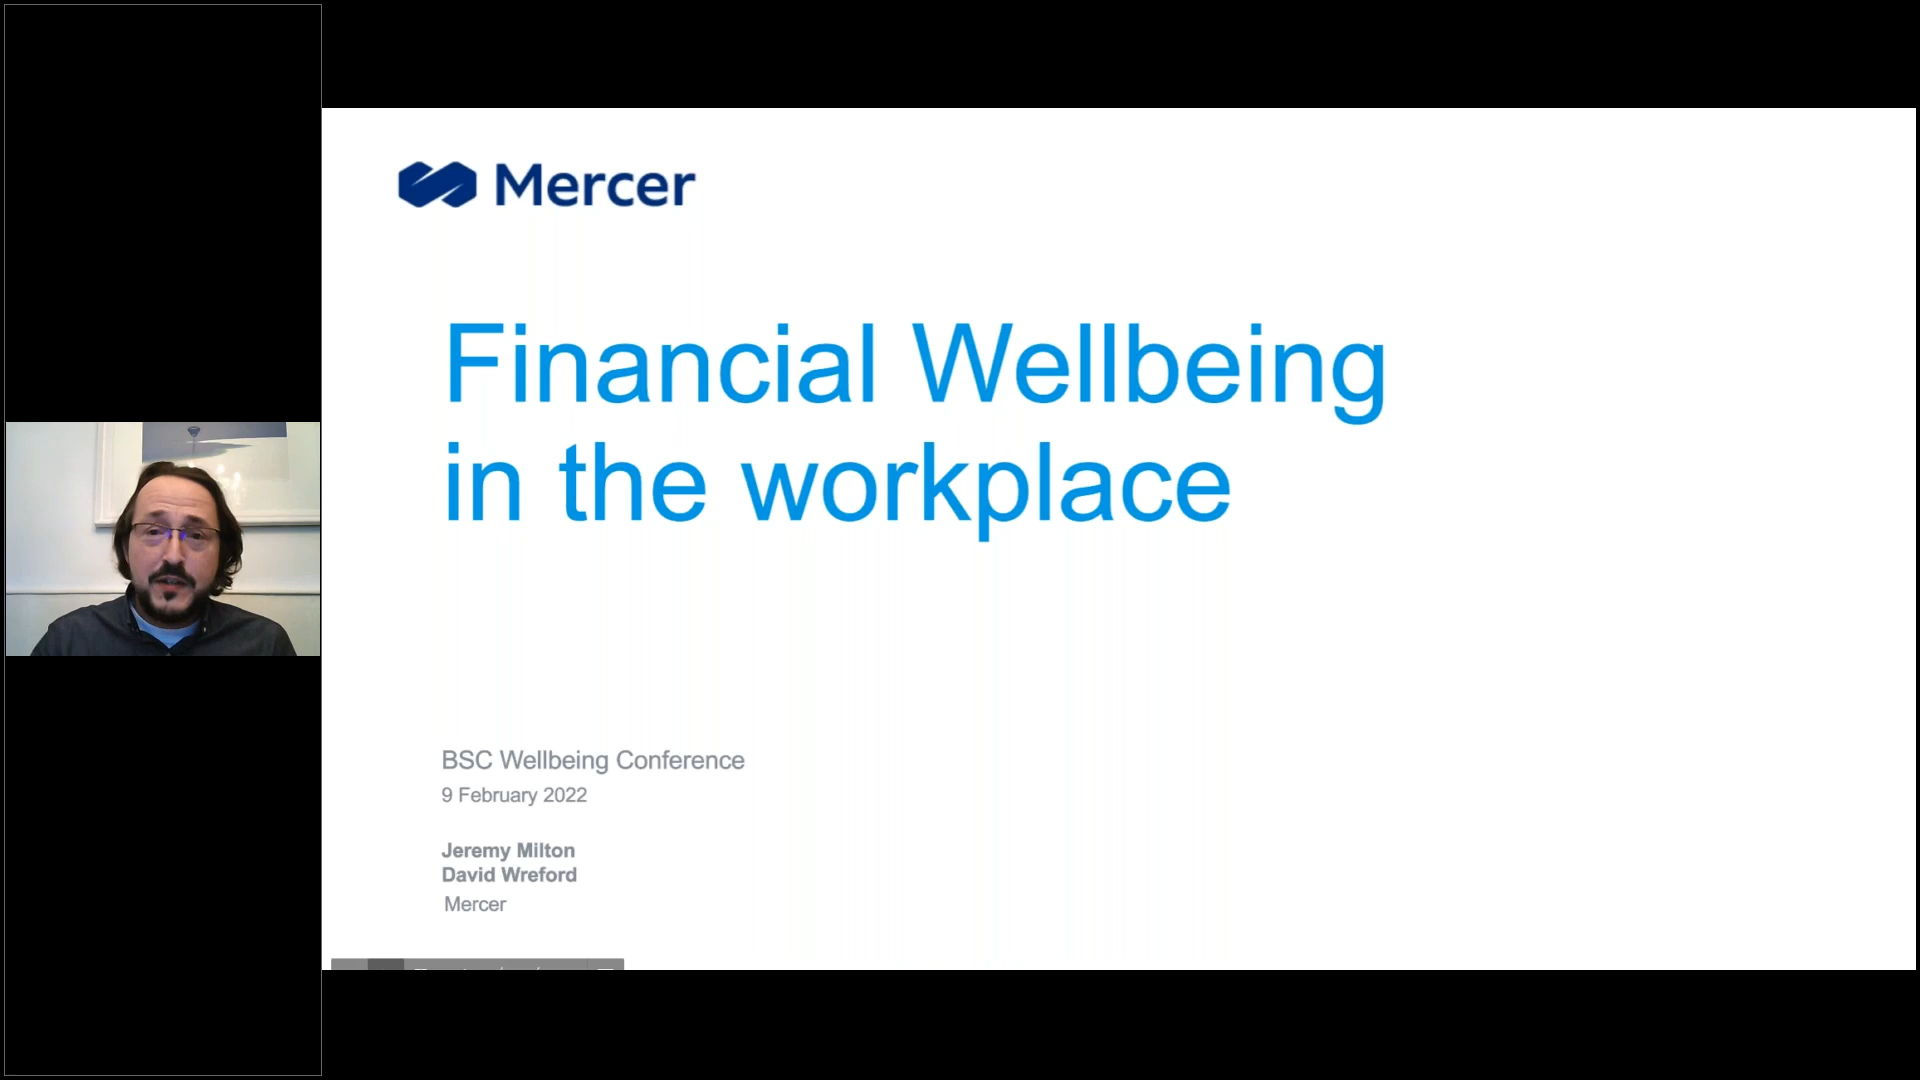 Mercer
Financial Wellbeing
in the workplace
BSC Wellbeing Conference
9 February 2022
Jeremy Milton
David Wreford
Mercer